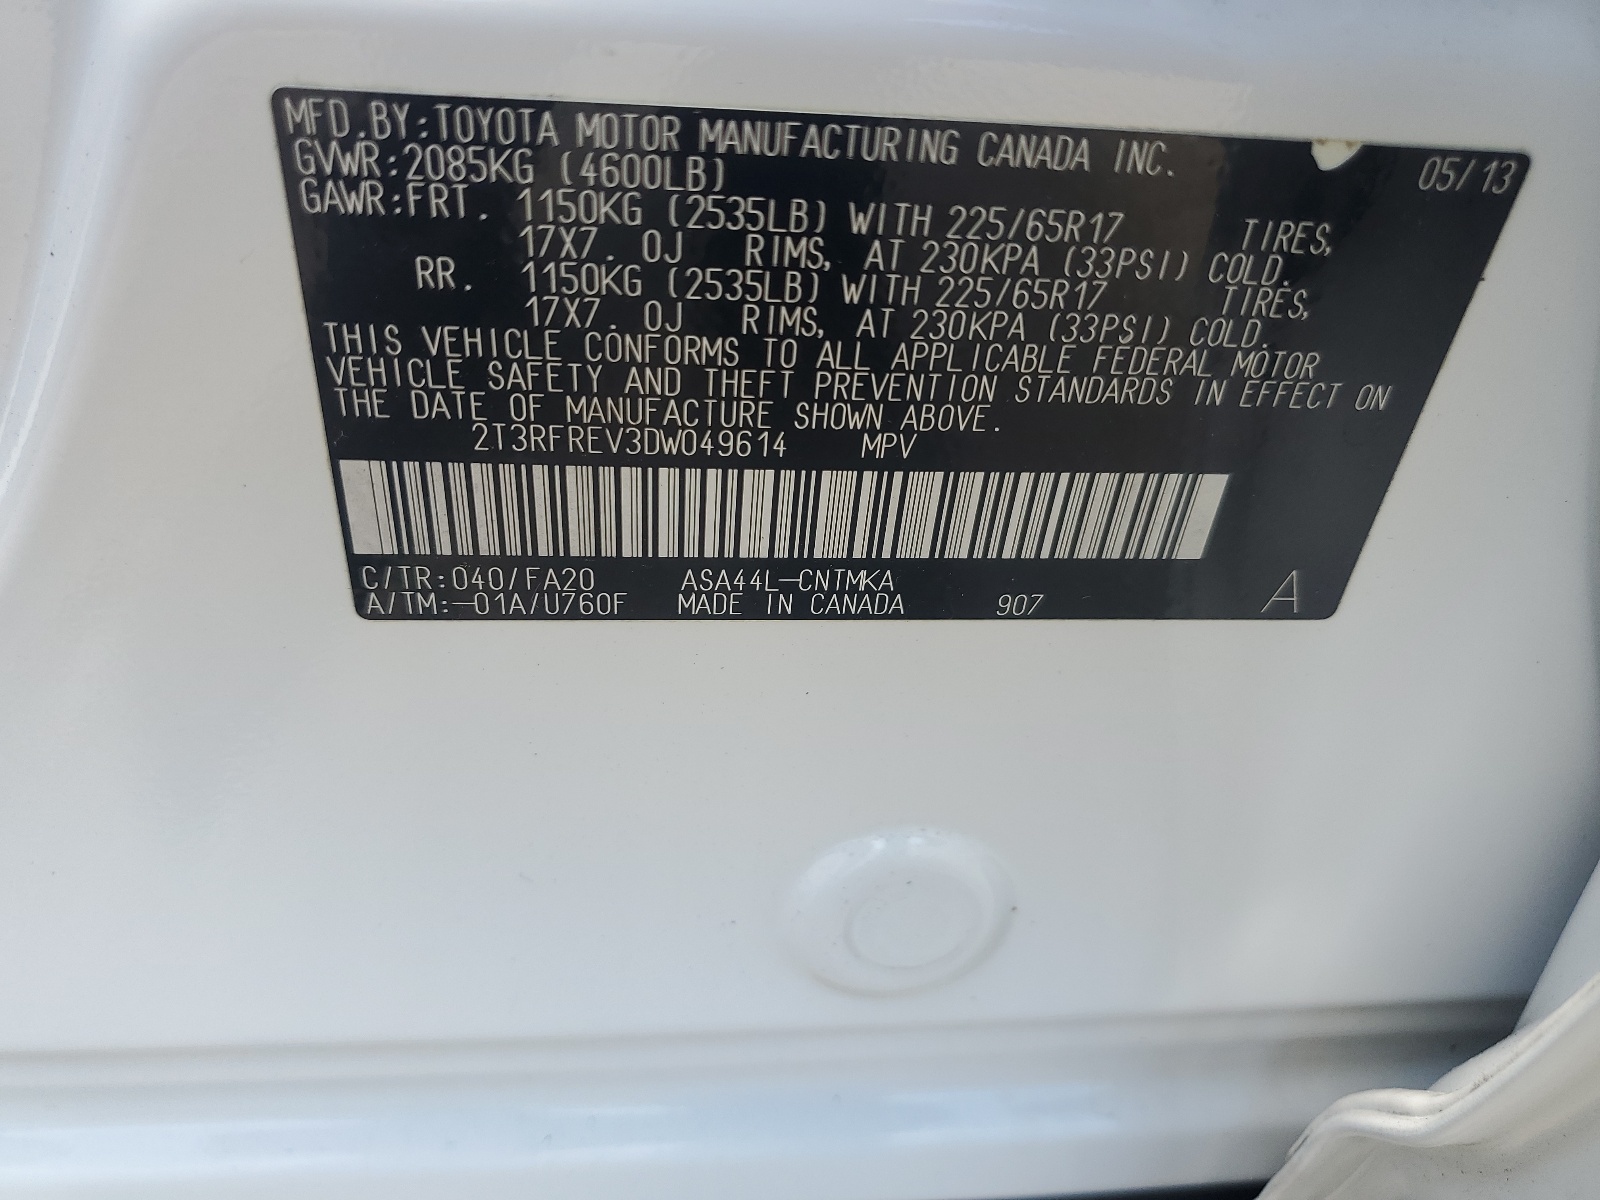 MFD.BY:TOYOTA MOTOR MANUFACTURING CANADA INC. 05/13
GVWR:2085KG (4600LB)
GAWR:FRT. 1150KG (2535LB) WITH 225/65R17 TIRES,
17X7.0J RIMS, AT 230KPA (33PSI) COLD.
RR. 1150KG (2535LB) WITH 225/65R17 TIRES,
17X7.0J RIMS, AT 230KPA (33PSI) COLD.
THIS VEHICLE CONFORMS TO ALL APPLICABLE FEDERAL MOTOR
VEHICLE SAFETY AND THEFT PREVENTION STANDARDS IN EFFECT ON
THE DATE OF MANUFACTURE SHOWN ABOVE.
2T3RFREV3DW049614 MPV
C/TR:040/FA20 ASA44L-CNTMKA
A/TM:-01A/U760F MADE IN CANADA 907 A